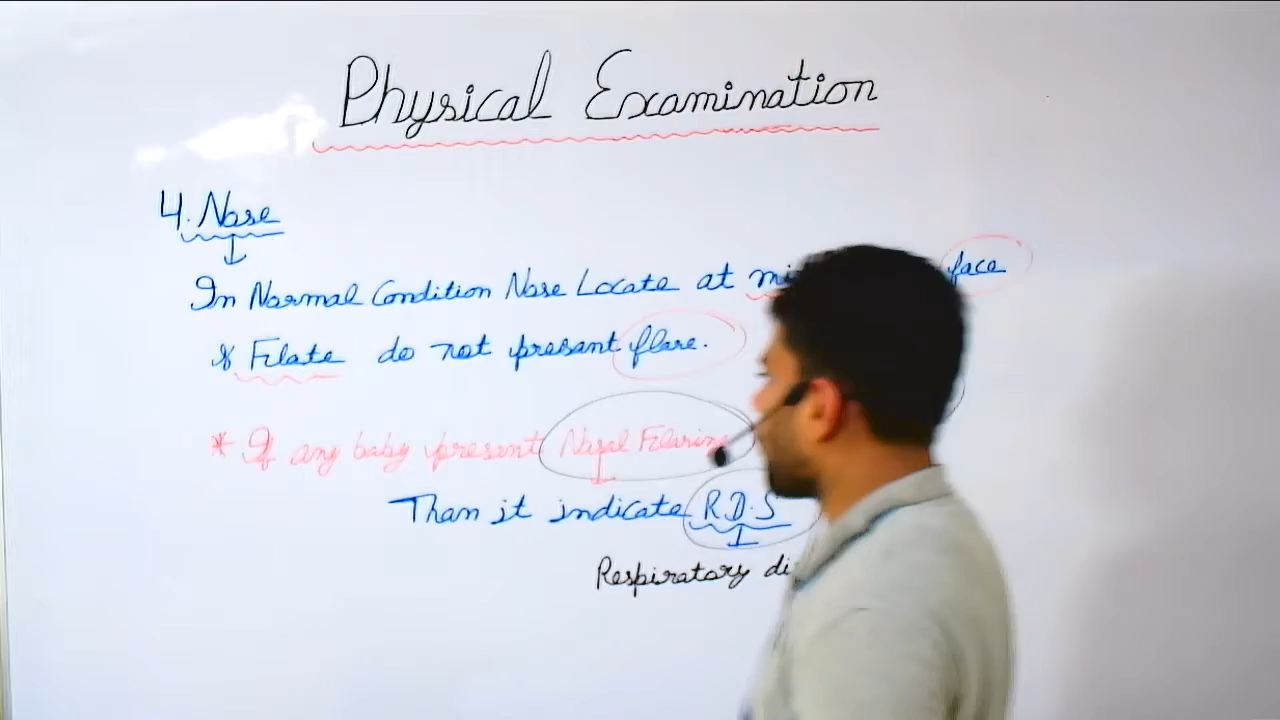 Physical Examination
4. Nose
In Normal Condition Nose Locate at face
& Filate do not present flare.
* If any baby present Nasal Flaring
Than it indicate R.D.S
Respiratory